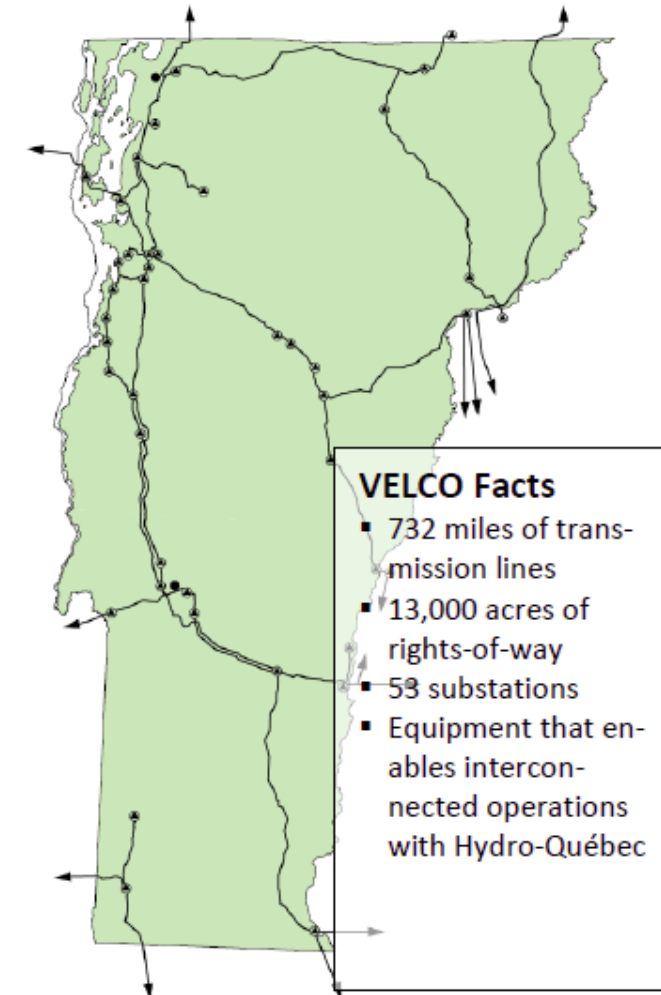 VELCO Facts
▪ 732 miles of trans-
mission lines
▪ 13,000 acres of
rights-of-way
▪ 53 substations
▪ Equipment that en-
ables intercon-
nected operations
with Hydro-Québec